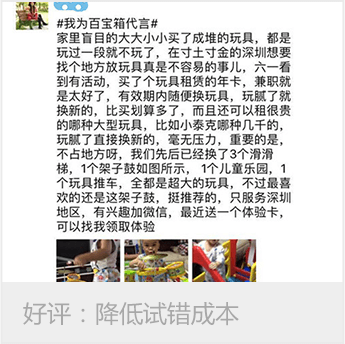 #我为百宝箱代言#
家里盲目的大大小小买了成堆的玩具，都是
玩过一段就不玩了，在寸土寸金的深圳想要
找个地方放玩具真是不容易的事儿，六一看
到有活动，买了个玩具租赁的年卡，兼职就
是太好了，有效期内随便换玩具，玩腻了就
换新的，比买划算多了，而且还可以租很贵
的哪种大型玩具，比如小泰克哪种几千的，
玩腻了直接换新的，毫无压力，重要的是，
不占地方呀，我们先后已经换了3个滑滑
梯，1个架子鼓如图所示， 1个儿童乐园，1
个玩具推车，全都是超大的玩具，不过最喜
欢的还是这架子鼓，挺推荐的，只服务深圳
地区，有兴趣加微信，最近送一个体验卡，
可以找我领取体验
好评：降低试错成本